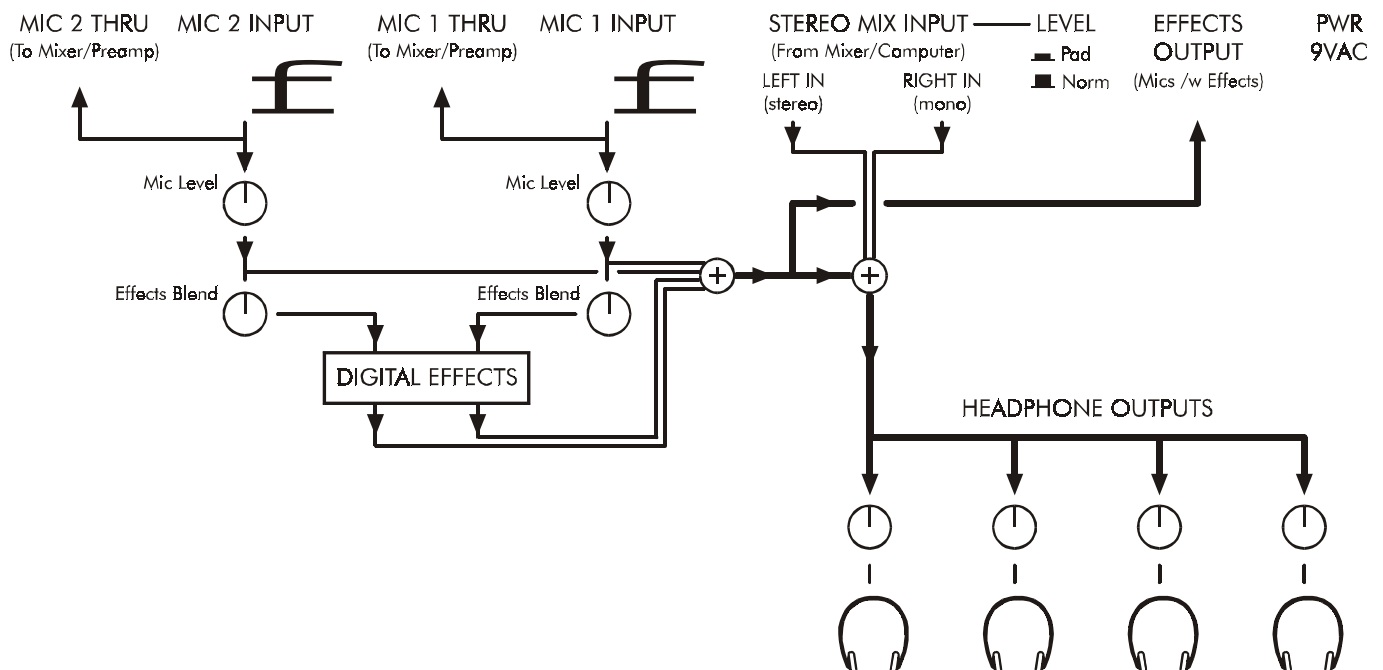 MIC 2 THRU
(To Mixer/Preamp)
MIC 2 INPUT
MIC 1 THRU
(To Mixer/Preamp)
MIC 1 INPUT
STEREO MIX INPUT
(From Mixer/Computer)
LEFT IN
(stereo)
RIGHT IN
(mono)
LEVEL
Pad
Norm
EFFECTS
OUTPUT
(Mics /w Effects)
PWR
9VAC
Mic Level
Mic Level
Effects Blend
Effects Blend
DIGITAL EFFECTS
HEADPHONE OUTPUTS